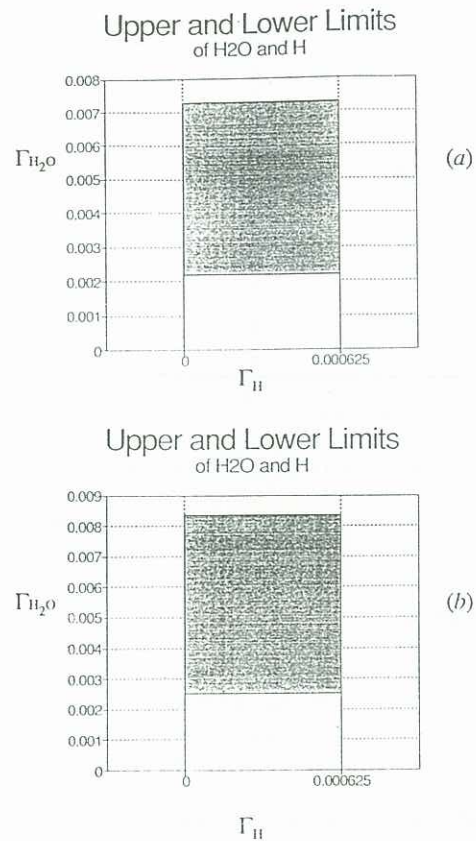 Upper and Lower Limits
of H2O and H
0.008
0.007
0.006
ΓH₂O
(a)
0.005
0.004
0.003
0.002
0.001
0
0
0.000625
ΓH
Upper and Lower Limits
of H2O and H
0.009
0.008
0.007
0.006
ΓH₂O
(b)
0.005
0.004
0.003
0.002
0.001
0
0
0.000625
ΓH